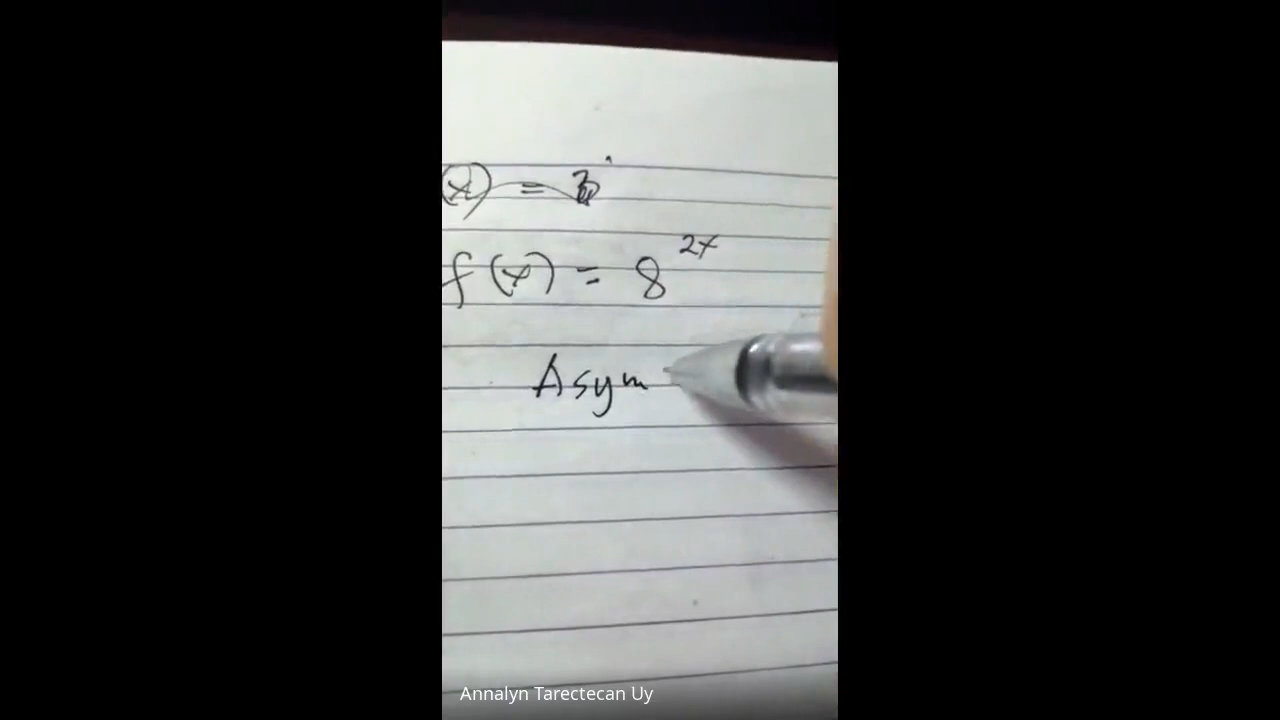 (x) =
f(x) = 8^{2x}
Asym
Annalyn Tarectecan Uy